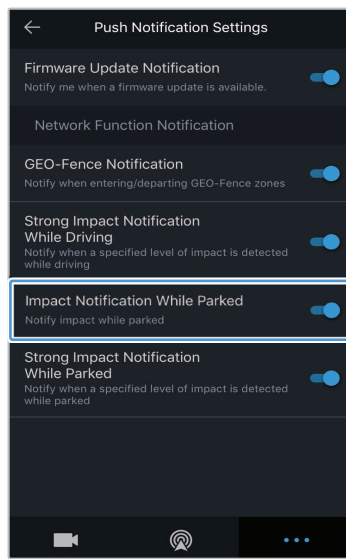 Push Notification Settings
Firmware Update Notification
Notify me when a firmware update is available.
Network Function Notification
GEO-Fence Notification
Notify when entering/departing GEO-Fence zones
Strong Impact Notification
While Driving
Notify when a specified level of impact is detected
while driving
Impact Notification While Parked
Notify impact while parked
Strong Impact Notification
While Parked
Notify when a specified level of impact is detected
while parked